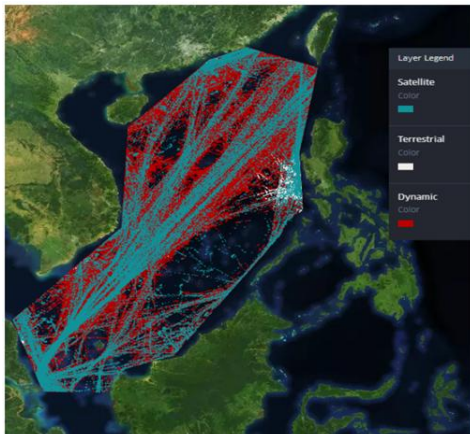 Layer Legend
Satellite
Color
Terrestrial
Color
Dynamic
Color